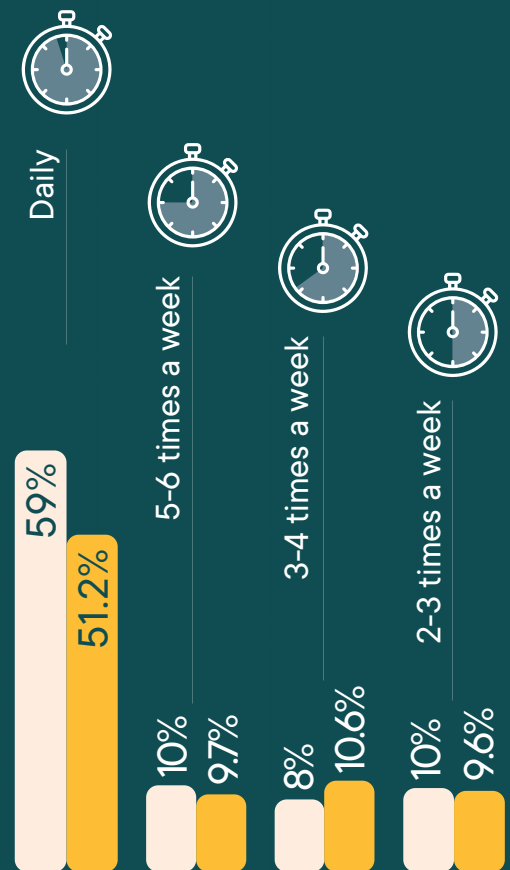 Daily
59%
51.2%
5-6 times a week
10%
9.7%
3-4 times a week
8%
10.6%
2-3 times a week
10%
9.6%